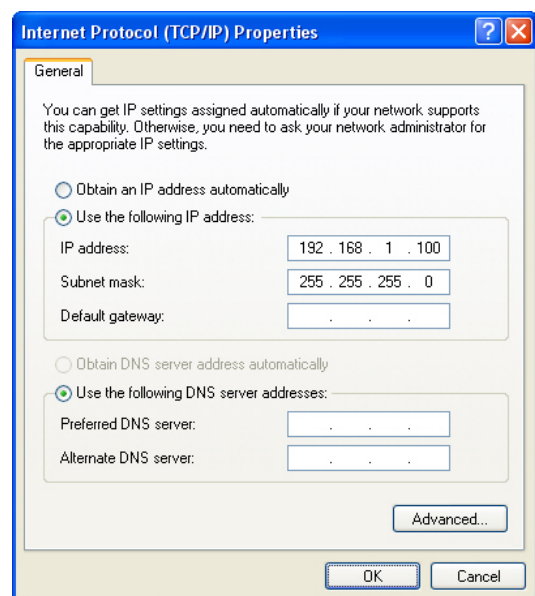 Internet Protocol (TCP/IP) Properties
General
You can get IP settings assigned automatically if your network supports
this capability. Otherwise, you need to ask your network administrator for
the appropriate IP settings.
Obtain an IP address automatically
Use the following IP address:
IP address: 192 . 168 . 1 . 100
Subnet mask: 255 . 255 . 255 . 0
Default gateway: . . .
Obtain DNS server address automatically
Use the following DNS server addresses:
Preferred DNS server: . . .
Alternate DNS server: . . .
Advanced...
OK Cancel